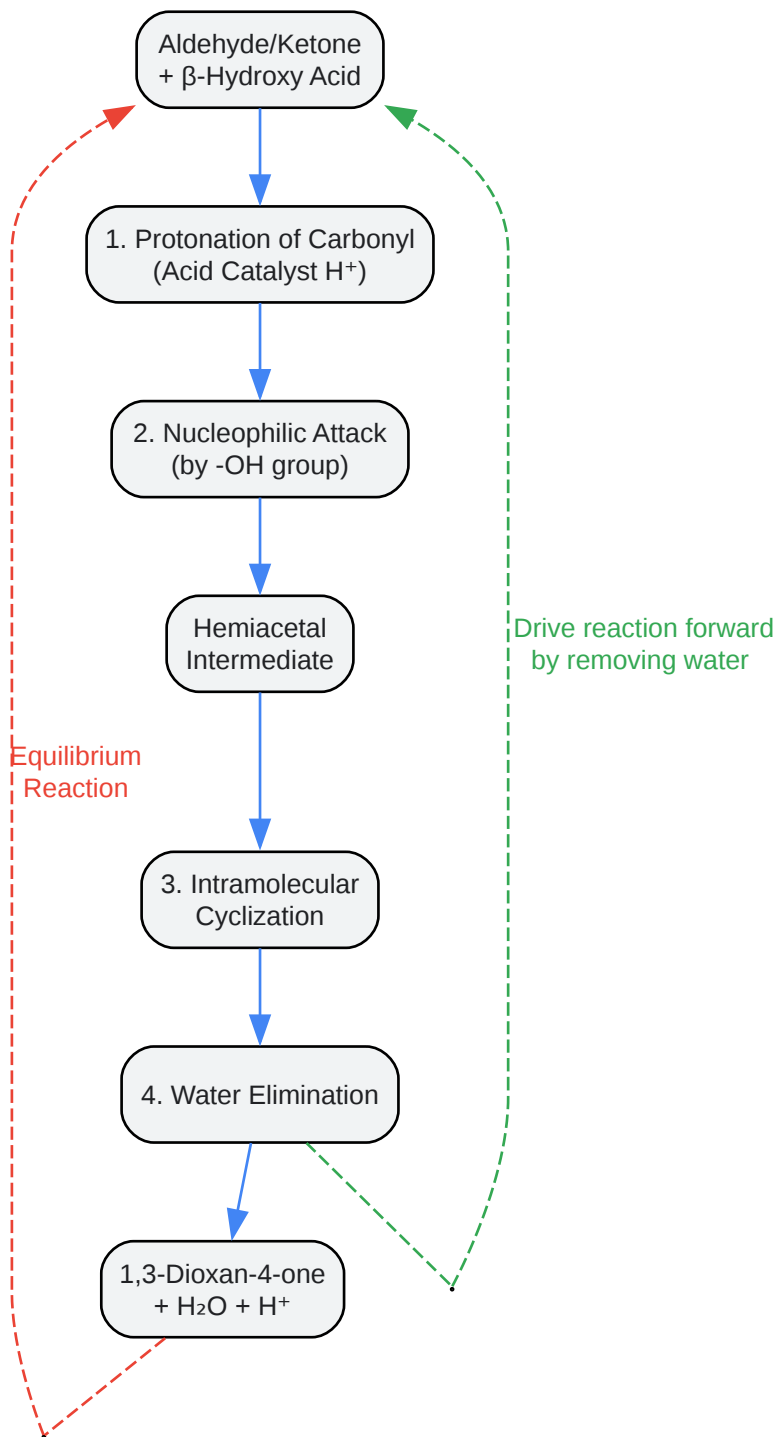 Aldehyde/Ketone
+ β-Hydroxy Acid
1. Protonation of Carbonyl
(Acid Catalyst H⁺)
2. Nucleophilic Attack
(by -OH group)
Hemiacetal
Intermediate
Drive reaction forward
by removing water
Equilibrium
Reaction
3. Intramolecular
Cyclization
4. Water Elimination
1,3-Dioxan-4-one
+ H₂O + H⁺